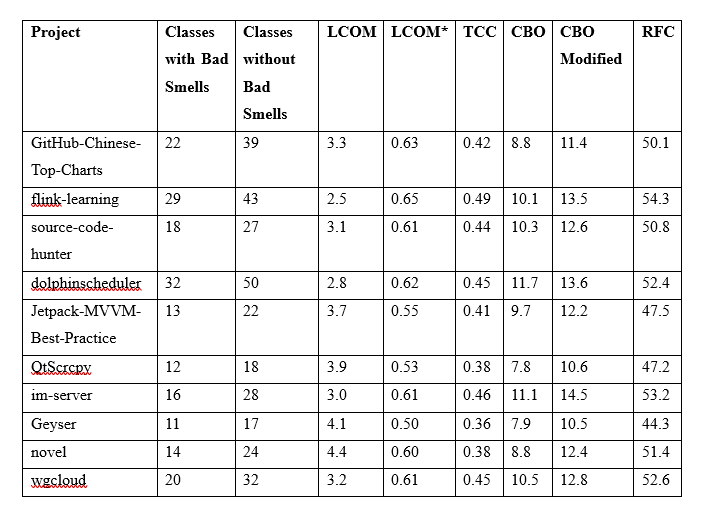 Project Classes with Bad Smells Classes without Bad Smells LCOM LCOM* TCC CBO CBO Modified RFC
GitHub-Chinese-Top-Charts 22 39 3.3 0.63 0.42 8.8 11.4 50.1
flink-learning 29 43 2.5 0.65 0.49 10.1 13.5 54.3
source-code-hunter 18 27 3.1 0.61 0.44 10.3 12.6 50.8
dolphinscheduler 32 50 2.8 0.62 0.45 11.7 13.6 52.4
Jetpack-MVVM-Best-Practice 13 22 3.7 0.55 0.41 9.7 12.2 47.5
QtScrcpy 12 18 3.9 0.53 0.38 7.8 10.6 47.2
im-server 16 28 3.0 0.61 0.46 11.1 14.5 53.2
Geyser 11 17 4.1 0.50 0.36 7.9 10.5 44.3
novel 14 24 4.4 0.60 0.38 8.8 12.4 51.4
wgcloud 20 32 3.2 0.61 0.45 10.5 12.8 52.6